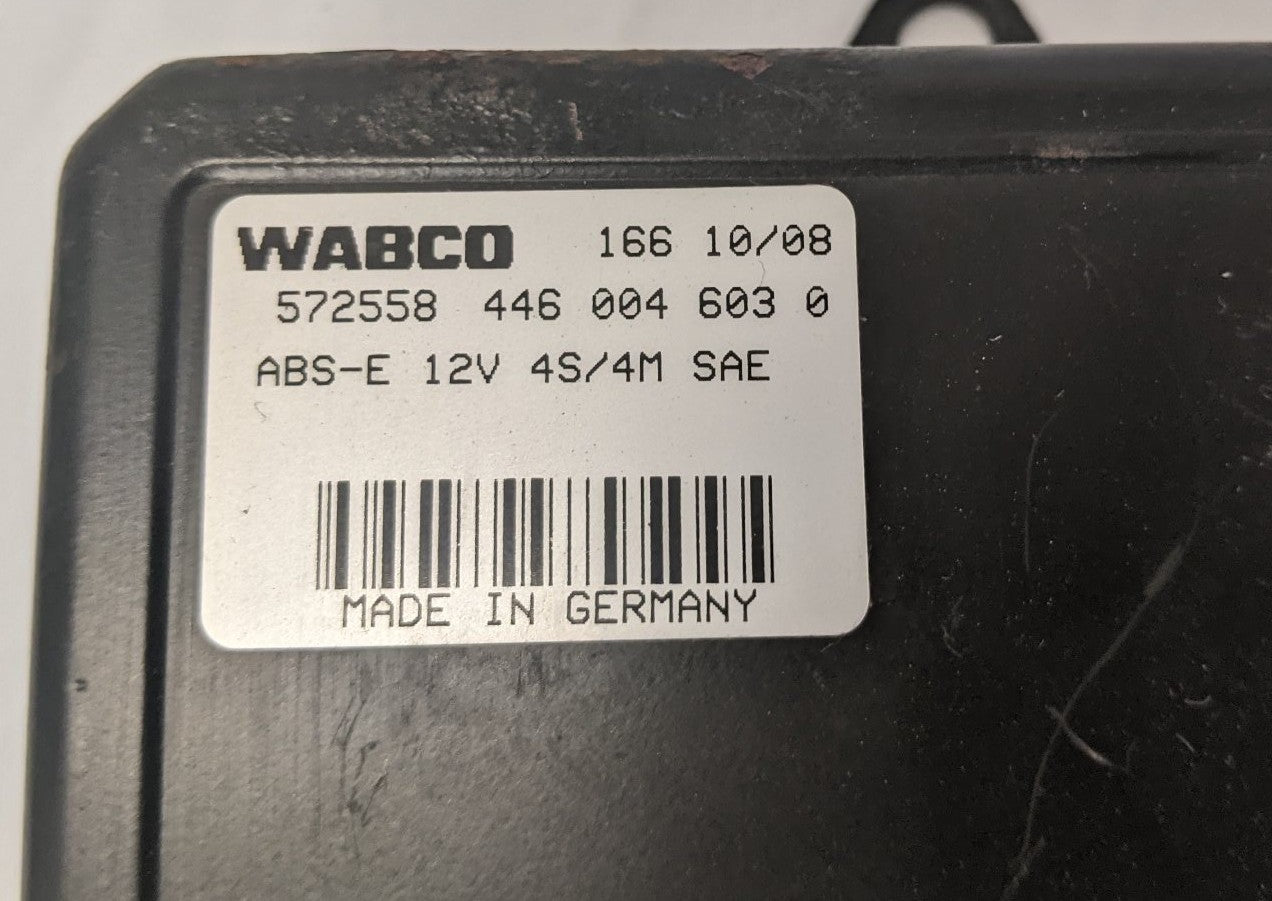 WABCO 166 10/08
572558 446 004 603 0
ABS-E 12V 4S/4M SAE
MADE IN GERMANY